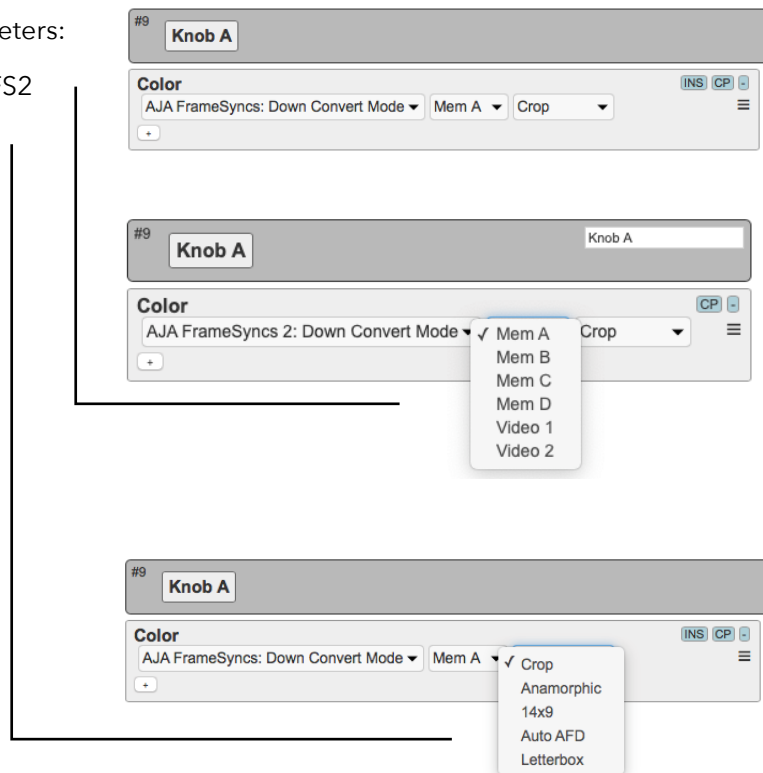 eters:
FS2
#9
Knob A
Color
INS CP -
AJA FrameSyncs: Down Convert Mode Mem A Crop
+
#9
Knob A
Knob A
Color
CP -
AJA FrameSyncs 2: Down Convert Mode ✓ Mem A Crop
+
Mem B
Mem C
Mem D
Video 1
Video 2
#9
Knob A
Color
INS CP -
AJA FrameSyncs: Down Convert Mode Mem A ✓ Crop
+
Anamorphic
14x9
Auto AFD
Letterbox